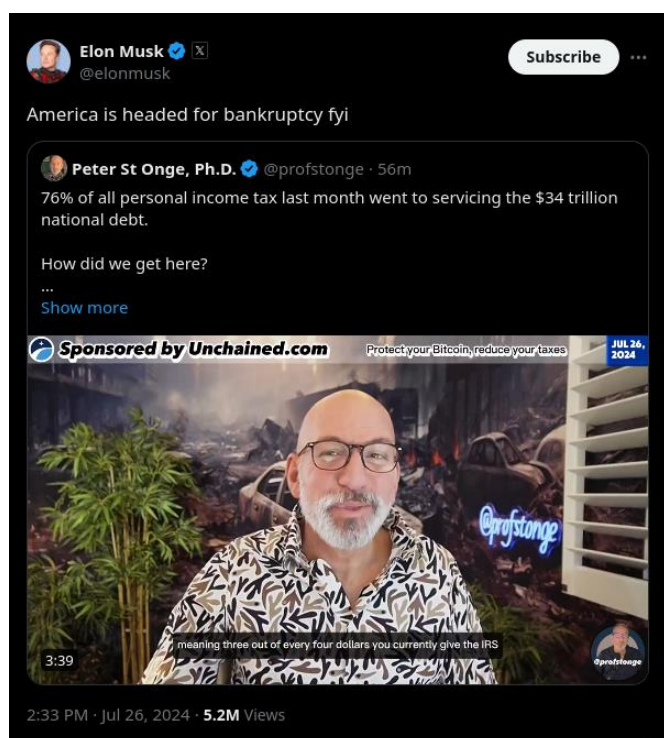 Elon Musk
@elonmusk
Subscribe
America is headed for bankruptcy fyi
Peter St Onge, Ph.D. @profstonge · 56m
76% of all personal income tax last month went to servicing the $34 trillion
national debt.
How did we get here?
...
Show more
Sponsored by Unchained.com
Protect your Bitcoin, reduce your taxes
JUL 26,
2024
@profstonge
meaning three out of every four dollars you currently give the IRS
3:39
@profstonge
2:33 PM · Jul 26, 2024 · 5.2M Views